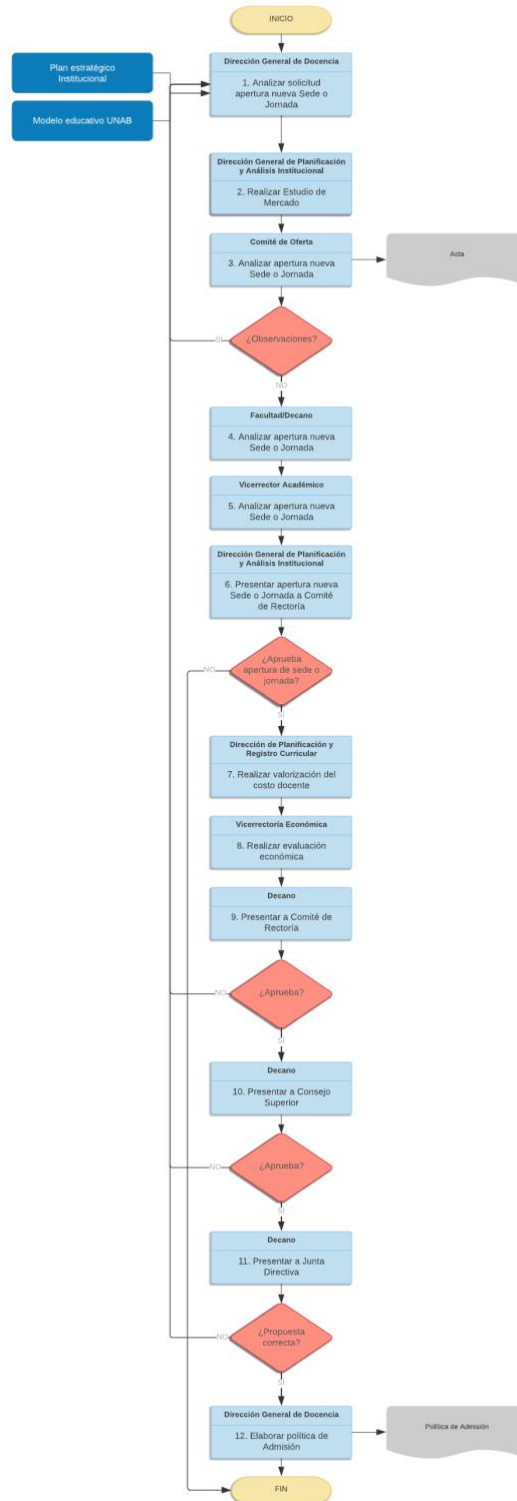 INICIO
Plan estratégico
Institucional
Modelo educativo UNAB
Dirección General de Docencia
1. Analizar solicitud
apertura nueva Sede o
Jornada
Dirección General de Planificación
y Análisis Institucional
2. Realizar Estudio de
Mercado
Comité de Oferta
3. Analizar apertura nueva
Sede o Jornada
Acta
¿Observaciones?
SÍ
NO
Facultad/Decano
4. Analizar apertura nueva
Sede o Jornada
Vicerrector Académico
5. Analizar apertura nueva
Sede o Jornada
Dirección General de Planificación
y Análisis Institucional
6. Presentar apertura nueva
Sede o Jornada a Comité
de Rectoría
¿Aprueba
apertura de sede o
jornada?
NO
SÍ
Dirección de Planificación y
Registro Curricular
7. Realizar valorización del
costo docente
Vicerrectoría Económica
8. Realizar evaluación
económica
Decano
9. Presentar a Comité de
Rectoría
¿Aprueba?
NO
SÍ
Decano
10. Presentar a Consejo
Superior
¿Aprueba?
NO
SÍ
Decano
11. Presentar a Junta
Directiva
¿Propuesta
correcta?
NO
SÍ
Dirección General de Docencia
12. Elaborar política de
Admisión
Política de Admisión
FIN